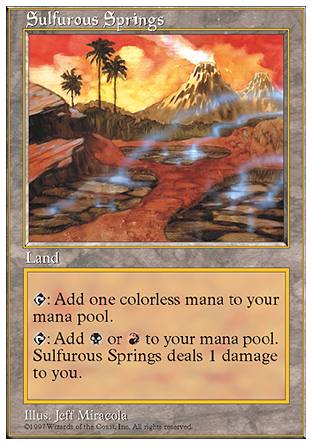 Sulfurous Springs
Land
: Add one colorless mana to your
mana pool.
: Add or to your mana pool.
Sulfurous Springs deals 1 damage
to you.
Illus. Jeff Miracola
©1997 Wizards of the Coast, Inc. All rights reserved.